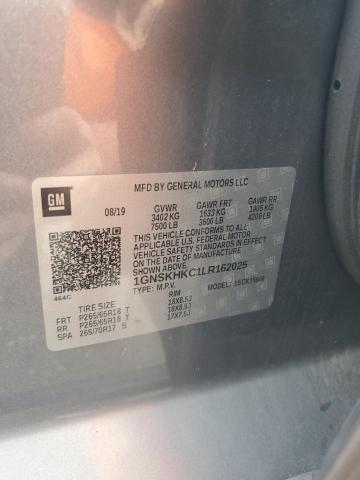 GM
MFD BY GENERAL MOTORS LLC
08/19 GVWR GAWR FRT GAWR RR
3402 KG 1633 KG 1905 KG
7500 LB 3600 LB 4200 LB
THIS VEHICLE CONFORMS TO ALL APPLICABLE
VEHICLE SAFETY
STANDARDS IN EFFECT ON THE DATE OF
MANUFACTURE SHOWN ABOVE.
1GNSKHKC1LR162025
TYPE: M.P.V. MODEL:
4S4C
TIRE SIZE RIM
FRT P265/65R18 T 18X8.5J
RR P265/65R18 T 18X8.5J
SPA 265/70R17 S 17X7.5J